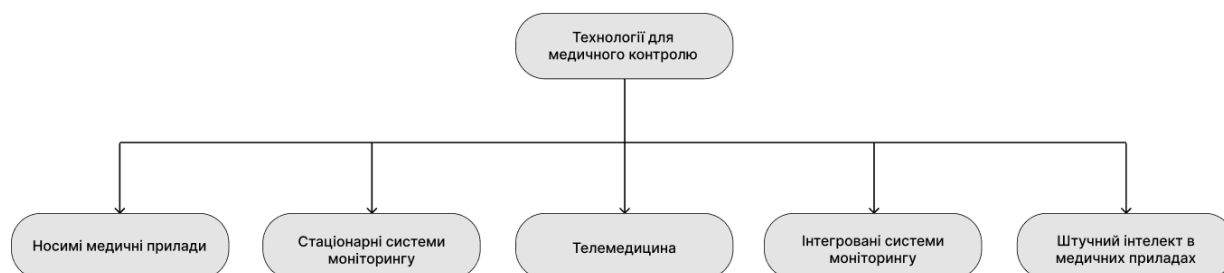 Технології для
медичного контролю
Носимі медичні прилади
Стаціонарні системи
моніторингу
Телемедицина
Інтегровані системи
моніторингу
Штучний інтелект в
медичних приладах